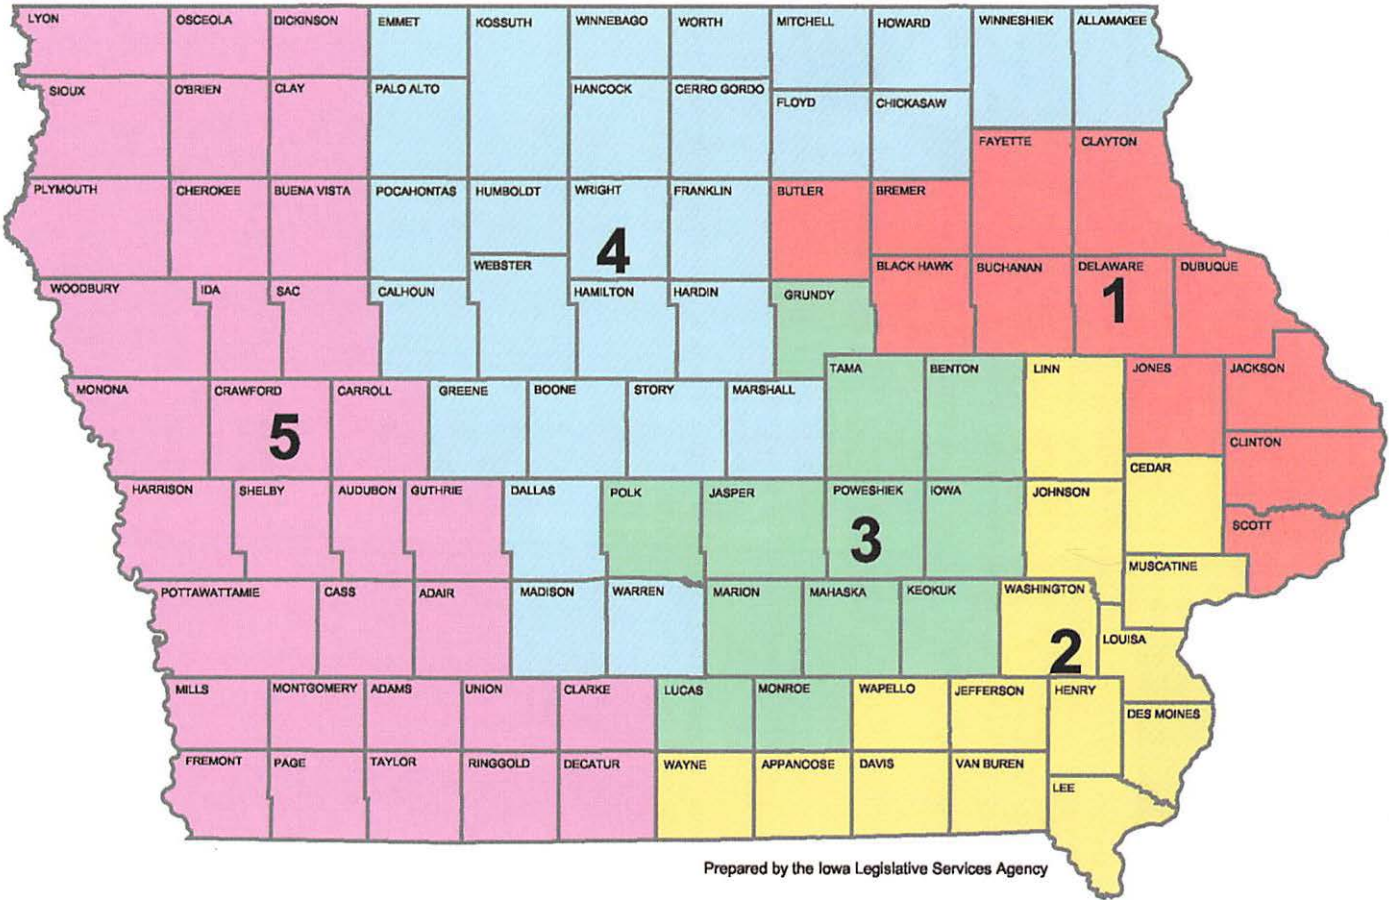 LYON OSCEOLA DICKINSON EMMET KOSSUTH WINNEBAGO WORTH MITCHELL HOWARD WINNESHIEK ALLAMAKEE
SIOUX O'BRIEN CLAY PALO ALTO HANCOCK CERRO GORDO FLOYD CHICKASAW
FAYETTE CLAYTON
PLYMOUTH CHEROKEE BUENA VISTA POCAHONTAS HUMBOLDT WRIGHT FRANKLIN BUTLER BREMER
4
WEBSTER BLACK HAWK BUCHANAN DELAWARE DUBUQUE
1
WOODBURY IDA SAC CALHOUN HAMILTON HARDIN GRUNDY
TAMA BENTON LINN JONES JACKSON
MONONA CRAWFORD CARROLL GREENE BOONE STORY MARSHALL
5
CLINTON
CEDAR
HARRISON SHELBY AUDUBON GUTHRIE DALLAS POLK JASPER POWESHIEK IOWA JOHNSON
SCOTT
3
MUSCATINE
POTTAWATTAMIE CASS ADAIR MADISON WARREN MARION MAHASKA KEOKUK WASHINGTON
LOUISA
2
MILLS MONTGOMERY ADAMS UNION CLARKE LUCAS MONROE WAPELLO JEFFERSON HENRY
DES MOINES
FREMONT PAGE TAYLOR RINGGOLD DECATUR WAYNE APPANOOSE DAVIS VAN BUREN
LEE
Prepared by the Iowa Legislative Services Agency